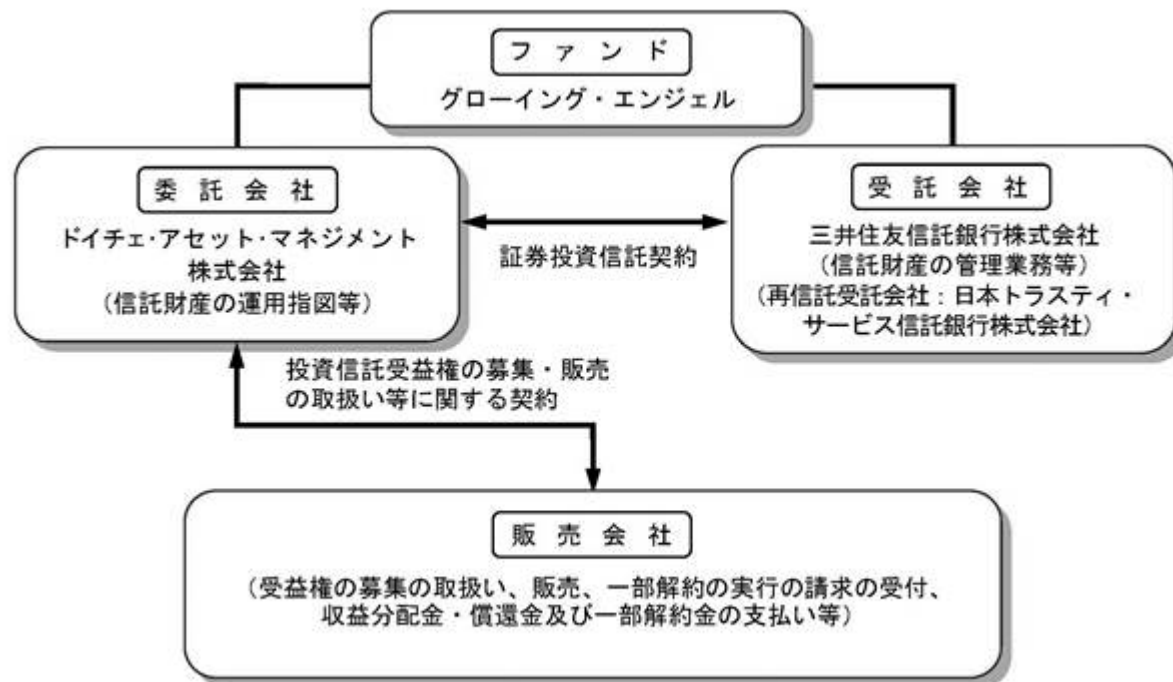 ファンド
グローイング・エンジェル
委託会社
ドイチェ・アセット・マネジメント
株式会社
(信託財産の運用指図等)
証券投資信託契約
受託会社
三井住友信託銀行株式会社
(信託財産の管理業務等)
(再信託受託会社:日本トラスティ・
サービス信託銀行株式会社)
投資信託受益権の募集・販売
の取扱い等に関する契約
販売会社
(受益権の募集の取扱い、販売、一部解約の実行の請求の受付、
収益分配金・償還金及び一部解約金の支払い等)